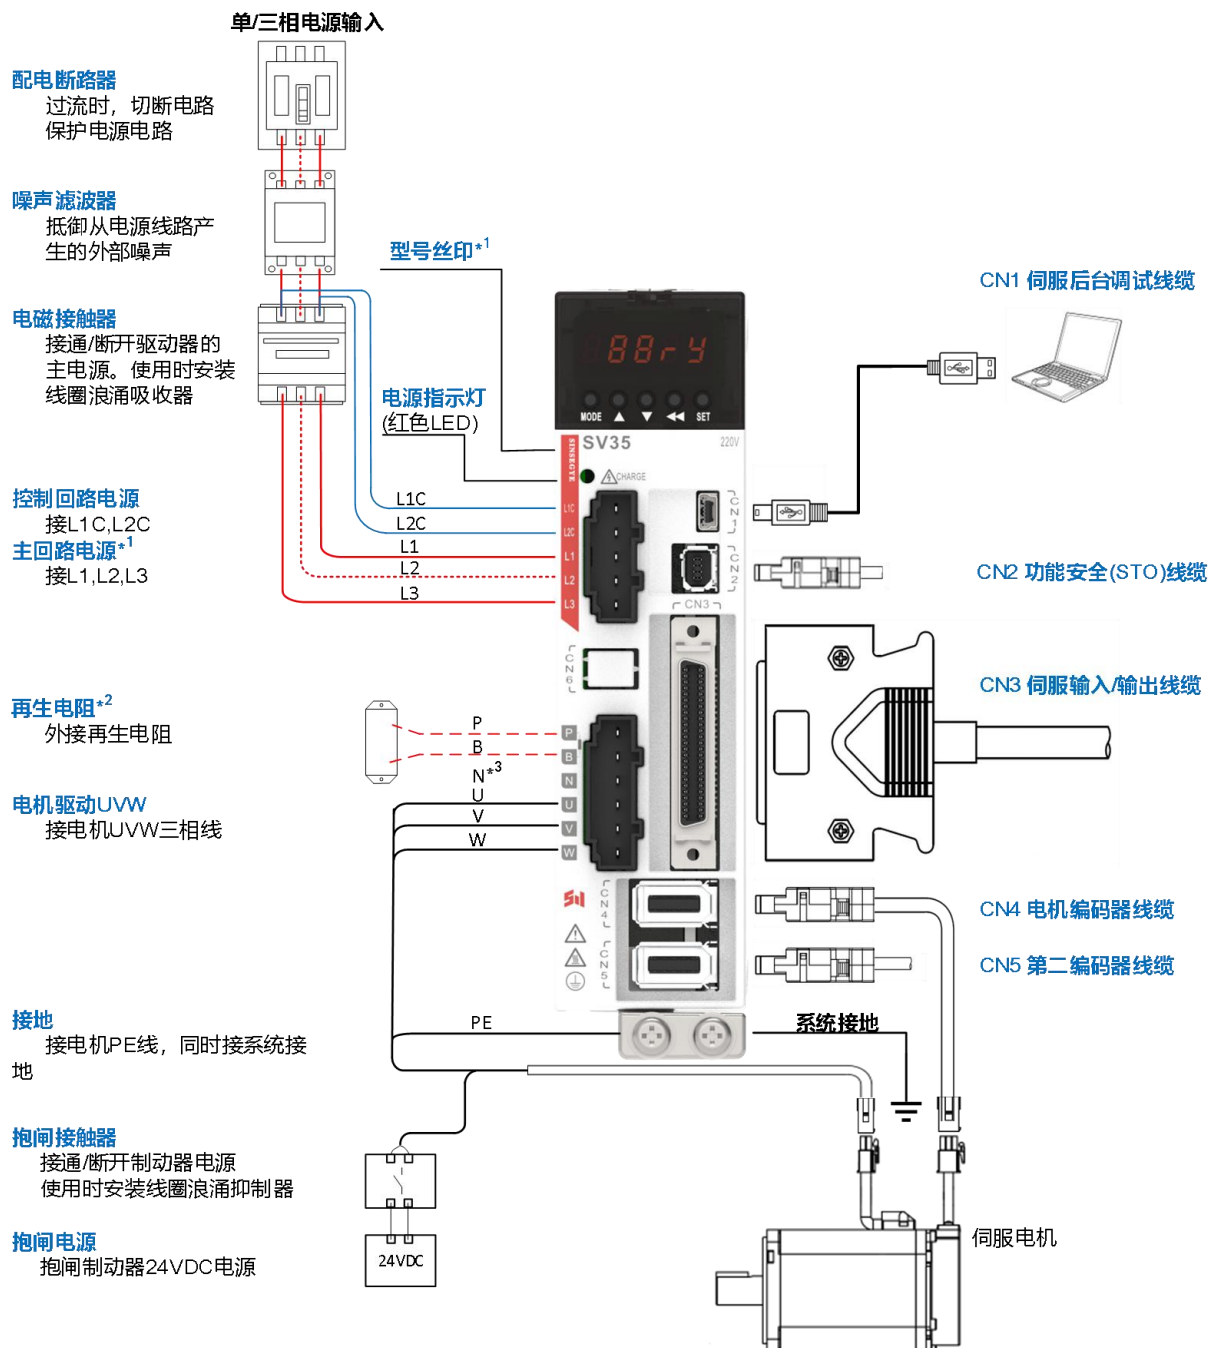 单/三相电源输入
配电断路器
过流时，切断电路
保护电源电路
噪声滤波器
抵御从电源线路产
生的外部噪声
型号丝印*1
CN1 伺服后台调试线缆
电磁接触器
接通/断开驱动器的
主电源。使用时安装
线圈浪涌吸收器
88ry
电源指示灯
(红色LED)
MODE ▲ ▼ ◀◀ SET
SINSEGYE
SV35
220V
CHARGE
控制回路电源
接L1C,L2C
主回路电源*1
接L1,L2,L3
L1C
L2C
L1
L2
L3
L1C
L2C
L1
L2
L3
CN1
CN2
CN3
CN2 功能安全(STO)线缆
CN6
CN3 伺服输入/输出线缆
再生电阻*2
外接再生电阻
P
B
N*3
U
V
W
P
B
N
U
V
W
电机驱动UVW
接电机UVW三相线
CN4
CN5
CN4 电机编码器线缆
CN5 第二编码器线缆
接地
接电机PE线，同时接系统接
地
PE
系统接地
抱闸接触器
接通/断开制动器电源
使用时安装线圈浪涌抑制器
抱闸电源
抱闸制动器24VDC电源
24VDC
伺服电机